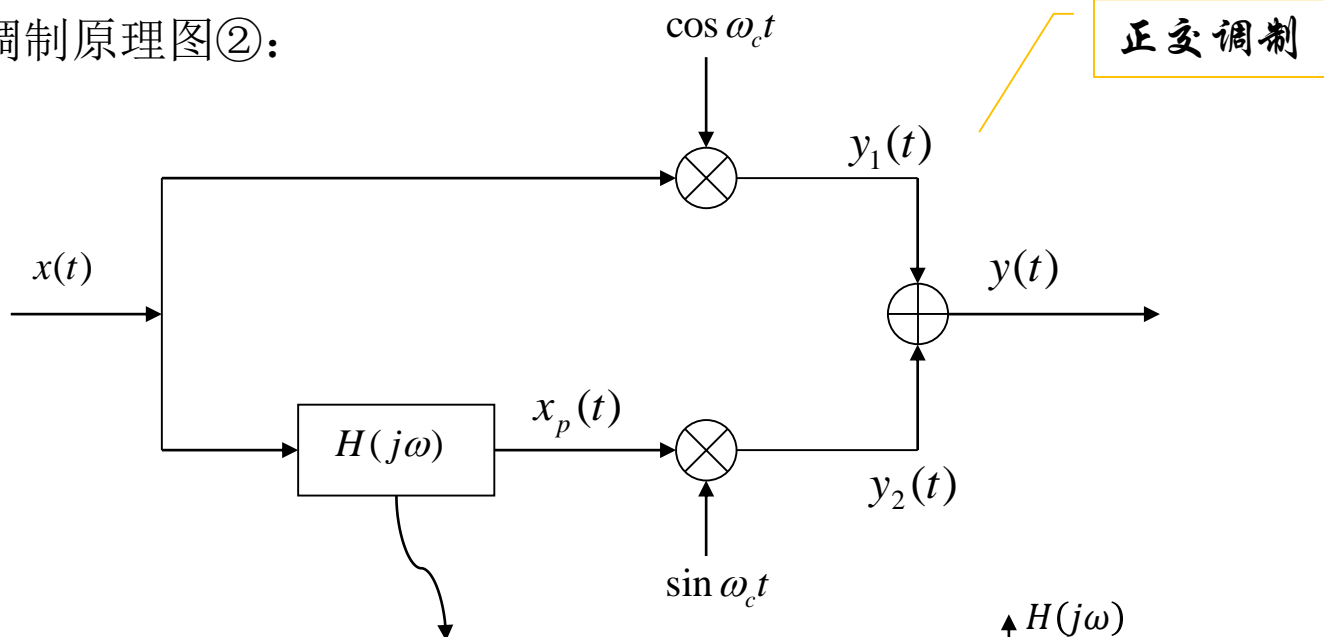 调制原理图②：
正交调制
cos ω_c t
y_1(t)
x(t)
y(t)
H(jω)
x_p(t)
y_2(t)
sin ω_c t
H(jω)